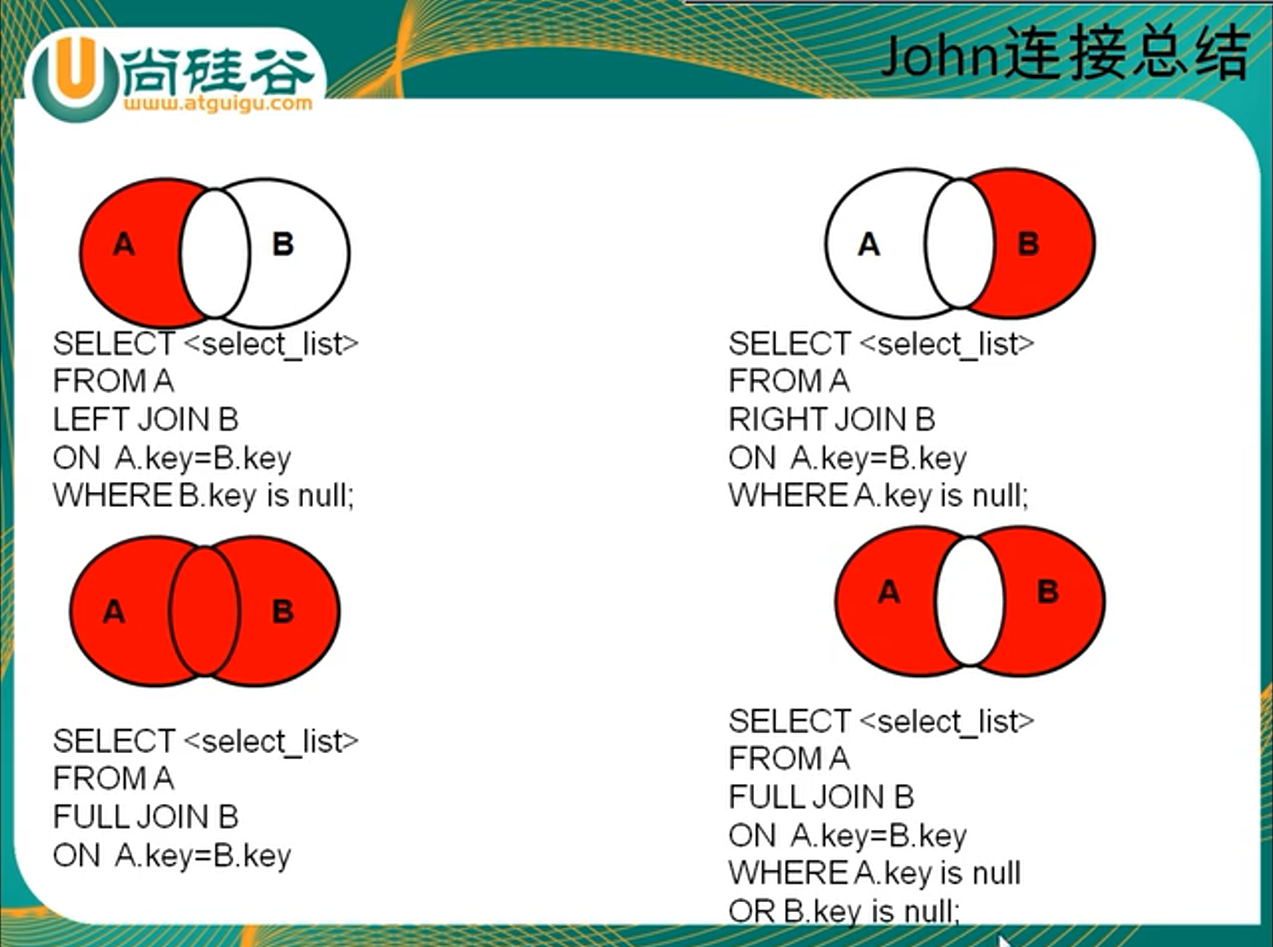 尚硅谷
www.atguigu.com
John连接总结
A
B
SELECT <select_list>
FROM A
LEFT JOIN B
ON A.key=B.key
WHERE B.key is null;
A
B
SELECT <select_list>
FROM A
RIGHT JOIN B
ON A.key=B.key
WHERE A.key is null;
A
B
SELECT <select_list>
FROM A
FULL JOIN B
ON A.key=B.key
A
B
SELECT <select_list>
FROM A
FULL JOIN B
ON A.key=B.key
WHERE A.key is null
OR B.key is null;